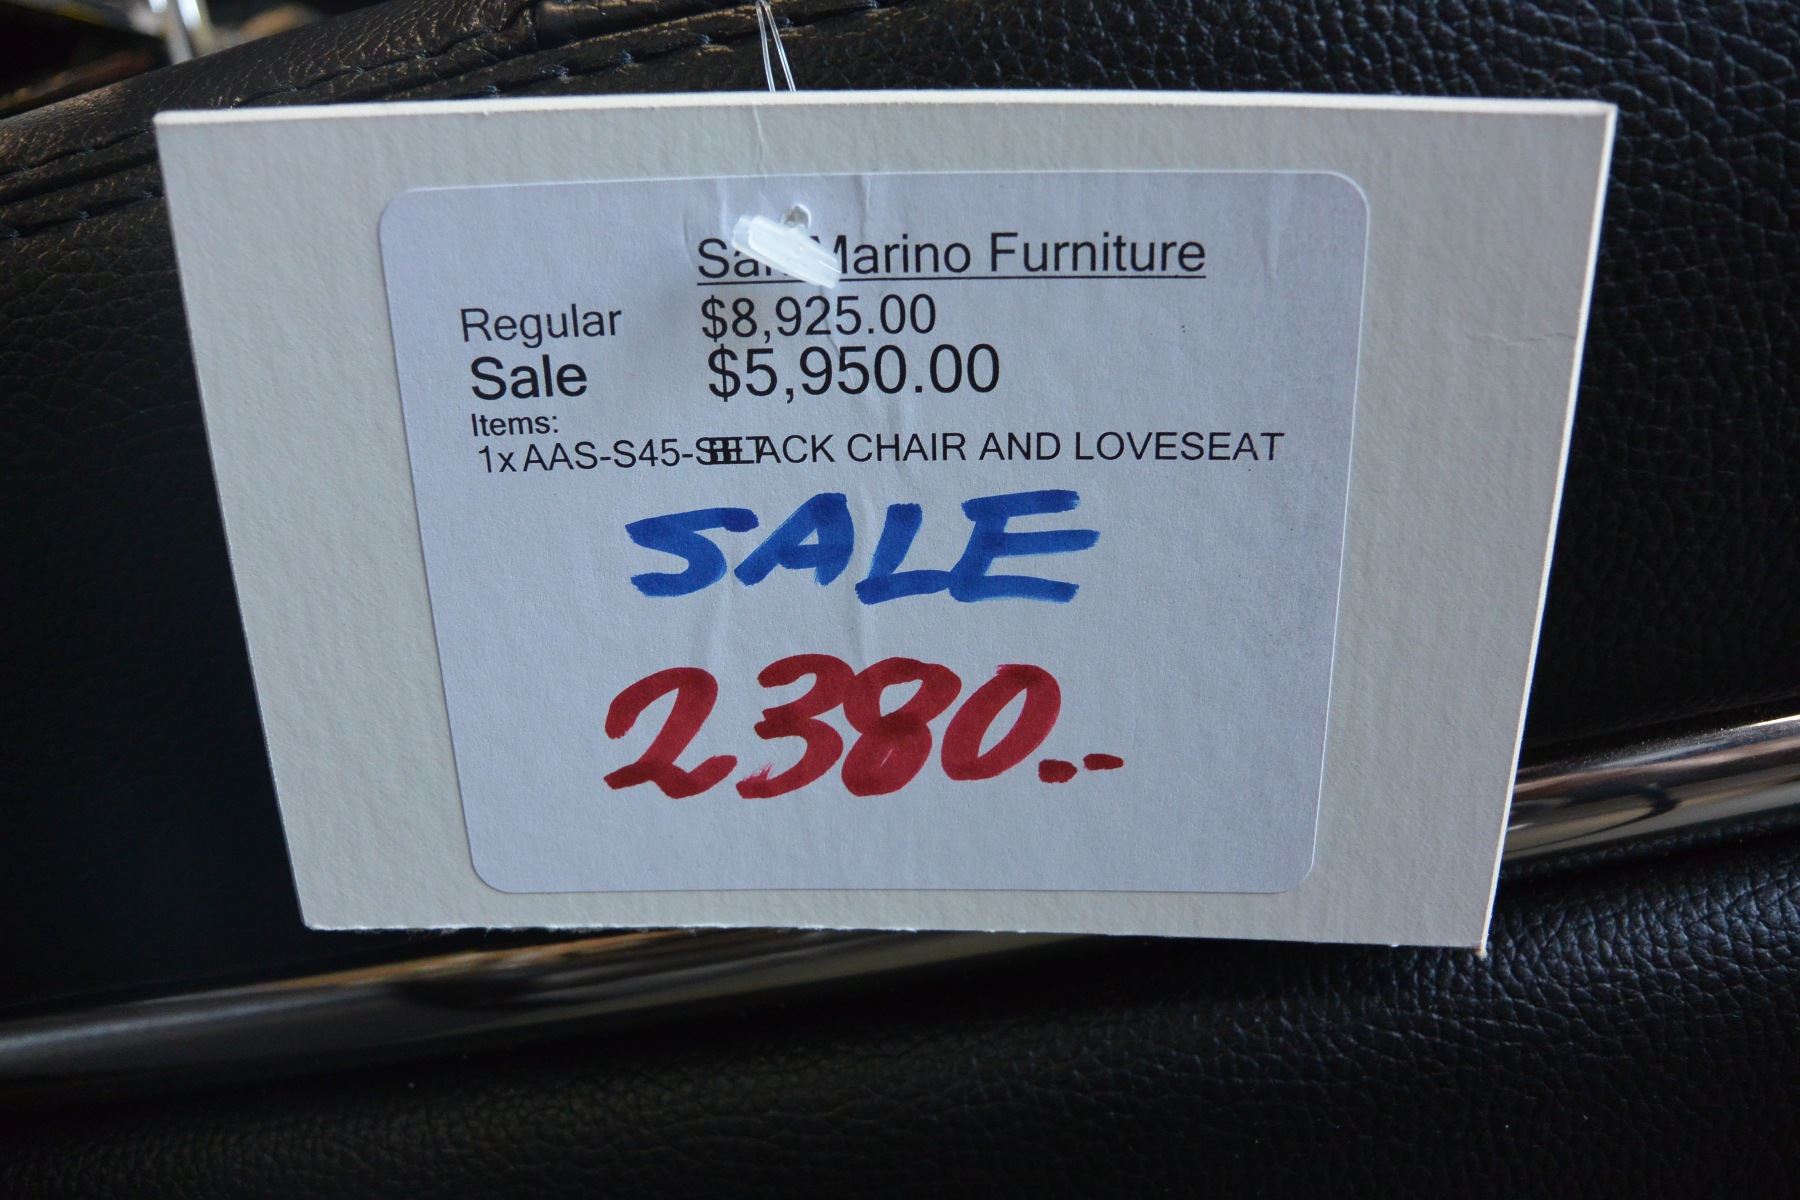 San Marino Furniture
Regular $8,925.00
Sale $5,950.00
Items:
1x AAS-S45-SET BLACK CHAIR AND LOVESEAT
SALE
2380.-